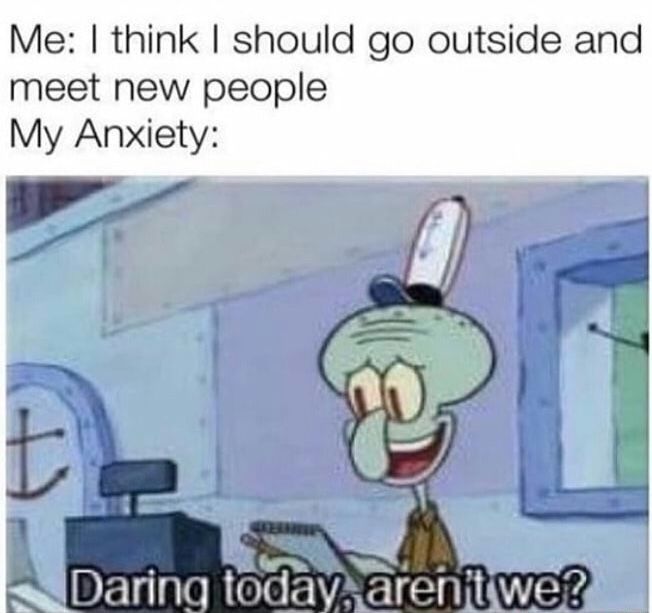 Me: I think I should go outside and
meet new people
My Anxiety:
Daring today, aren't we?